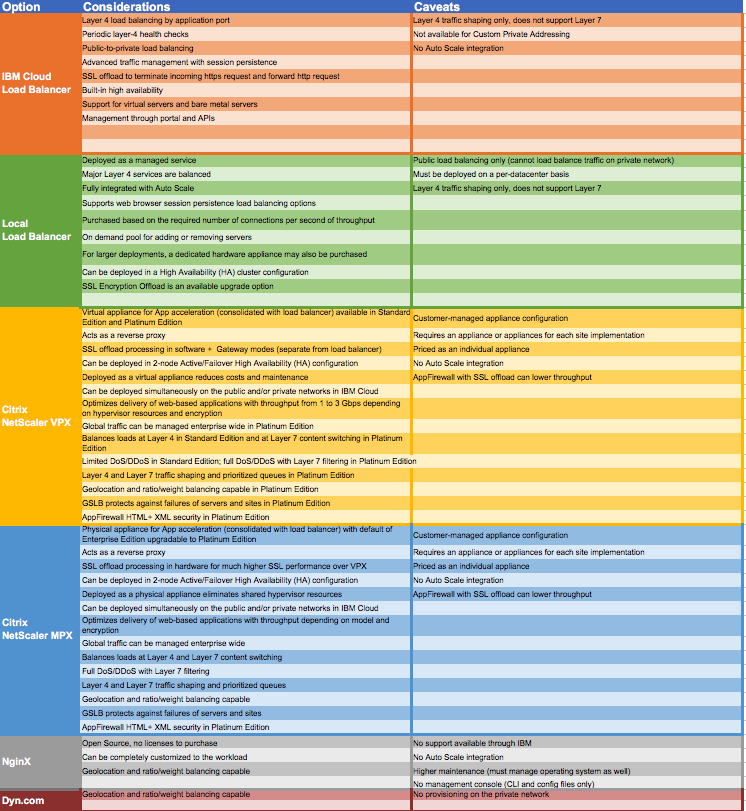 Option Considerations Caveats
IBM Cloud
Load Balancer
Layer 4 load balancing by application port Layer 4 traffic shaping only, does not support Layer 7
Periodic layer-4 health checks Not available for Custom Private Addressing
Public-to-private load balancing No Auto Scale integration
Advanced traffic management with session persistence
SSL offload to terminate incoming https request and forward http request
Built-in high availability
Support for virtual servers and bare metal servers
Management through portal and APIs
Local
Load Balancer
Deployed as a managed service Public load balancing only (cannot load balance traffic on private network)
Major Layer 4 services are balanced Must be deployed on a per-datacenter basis
Fully integrated with Auto Scale Layer 4 traffic shaping only, does not support Layer 7
Supports web browser session persistence load balancing options
Purchased based on the required number of connections per second of throughput
On demand pool for adding or removing servers
For larger deployments, a dedicated hardware appliance may also be purchased
Can be deployed in a High Availability (HA) cluster configuration
SSL Encryption Offload is an available upgrade option
Citrix
NetScaler VPX
Virtual appliance for App acceleration (consolidated with load balancer) available in Standard
Edition and Platinum Edition
Customer-managed appliance configuration
Acts as a reverse proxy Requires an appliance or appliances for each site implementation
SSL offload processing in software + Gateway modes (separate from load balancer) Priced as an individual appliance
Can be deployed in 2-node Active/Failover High Availability (HA) configuration No Auto Scale integration
Deployed as a virtual appliance reduces costs and maintenance AppFirewall with SSL offload can lower throughput
Can be deployed simultaneously on the public and/or private networks in IBM Cloud
Optimizes delivery of web-based applications with throughput from 1 to 3 Gbps depending
on hypervisor resources and encryption
Global traffic can be managed enterprise wide in Platinum Edition
Balances loads at Layer 4 in Standard Edition and at Layer 7 content switching in Platinum
Edition
Limited DoS/DDoS in Standard Edition; full DoS/DDoS with Layer 7 filtering in Platinum Edition
Layer 4 and Layer 7 traffic shaping and prioritized queues in Platinum Edition
Geolocation and ratio/weight balancing capable in Platinum Edition
GSLB protects against failures of servers and sites in Platinum Edition
AppFirewall HTML+ XML security in Platinum Edition
Citrix
NetScaler MPX
Physical appliance for App acceleration (consolidated with load balancer) with default of
Enterprise Edition upgradable to Platinum Edition
Customer-managed appliance configuration
Acts as a reverse proxy Requires an appliance or appliances for each site implementation
SSL offload processing in hardware for much higher SSL performance over VPX Priced as an individual appliance
Can be deployed in 2-node Active/Failover High Availability (HA) configuration No Auto Scale integration
Deployed as a physical appliance eliminates shared hypervisor resources AppFirewall with SSL offload can lower throughput
Can be deployed simultaneously on the public and/or private networks in IBM Cloud
Optimizes delivery of web-based applications with throughput depending on model and
encryption
Global traffic can be managed enterprise wide
Balances loads at Layer 4 and Layer 7 content switching
Full DoS/DDoS with Layer 7 filtering
Layer 4 and Layer 7 traffic shaping and prioritized queues
Geolocation and ratio/weight balancing capable
GSLB protects against failures of servers and sites
AppFirewall HTML+ XML security in Platinum Edition
NginX
Open Source, no licenses to purchase No support available through IBM
Can be completely customized to the workload No Auto Scale integration
Geolocation and ratio/weight balancing capable Higher maintenance (must manage operating system as well)
No management console (CLI and config files only)
Dyn.com
Geolocation and ratio/weight balancing capable No provisioning on the private network